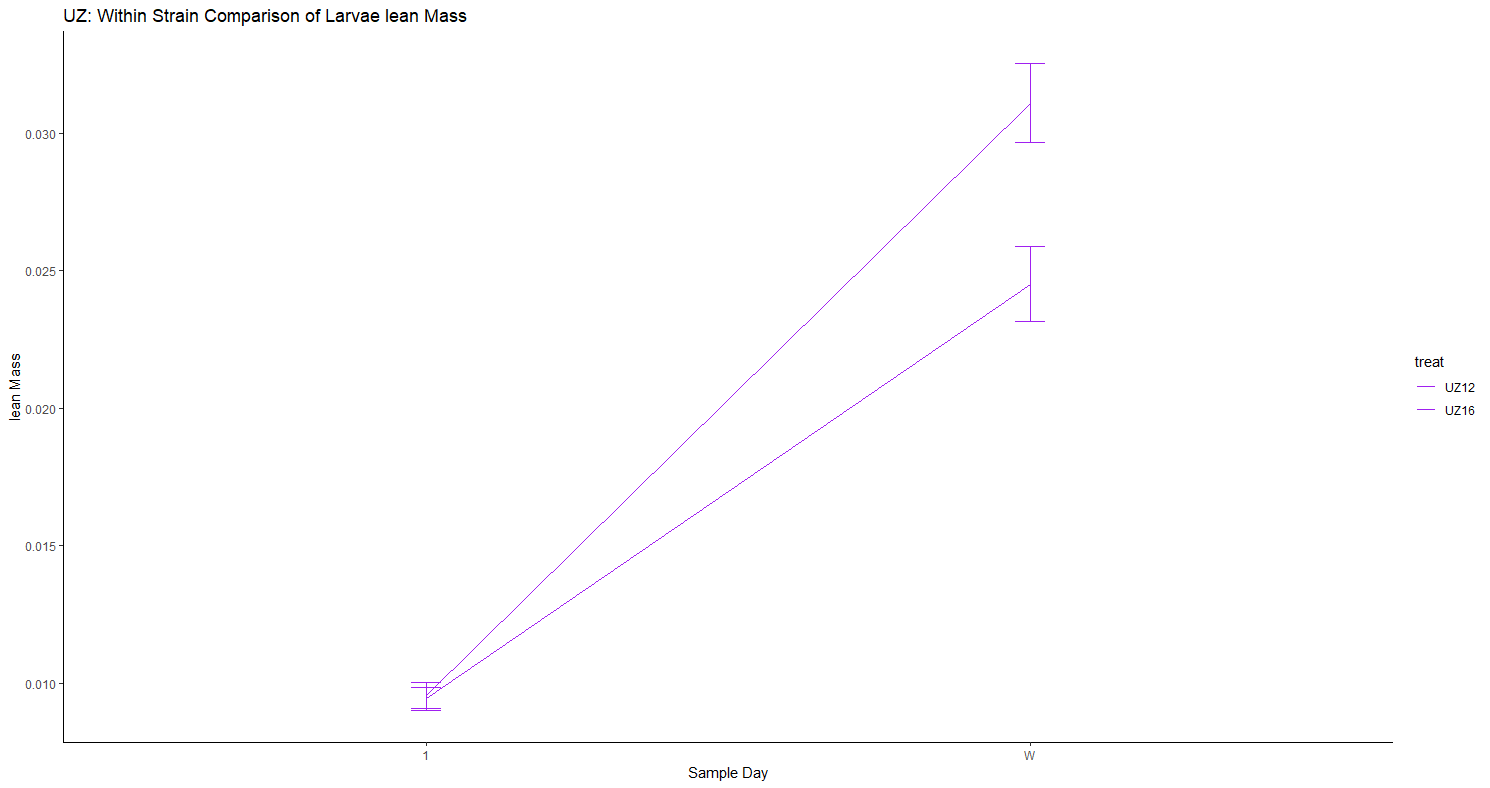 UZ: Within Strain Comparison of Larvae lean Mass
0.030
0.025
0.020
0.015
0.010
lean Mass
1
W
Sample Day
treat
UZ12
UZ16